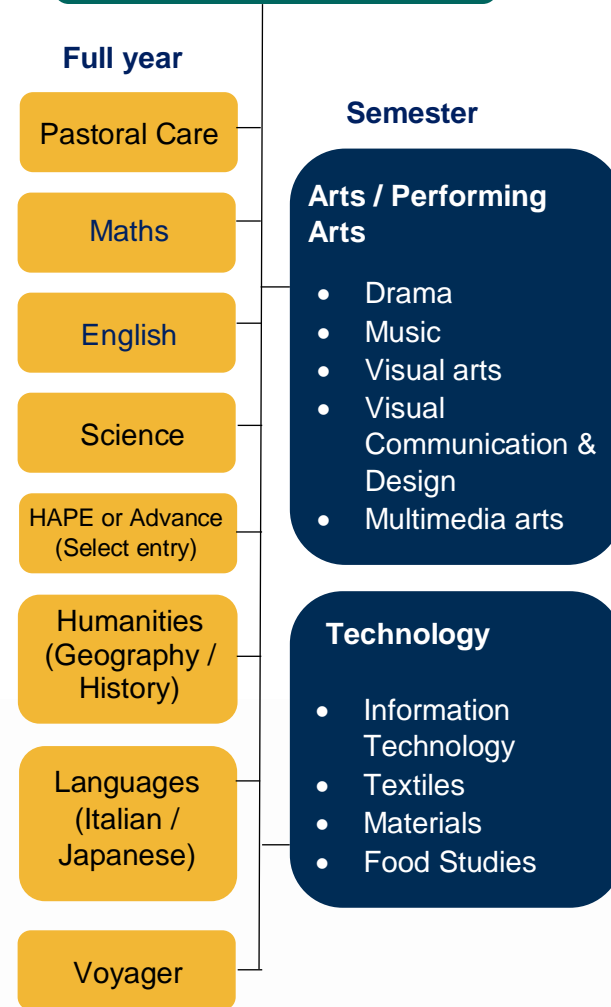 Full year
Pastoral Care
Maths
English
Science
HAPE or Advance
(Select entry)
Humanities
(Geography /
History)
Languages
(Italian /
Japanese)
Voyager
Semester
Arts / Performing
Arts
• Drama
• Music
• Visual arts
• Visual
Communication &
Design
• Multimedia arts
Technology
• Information
Technology
• Textiles
• Materials
• Food Studies